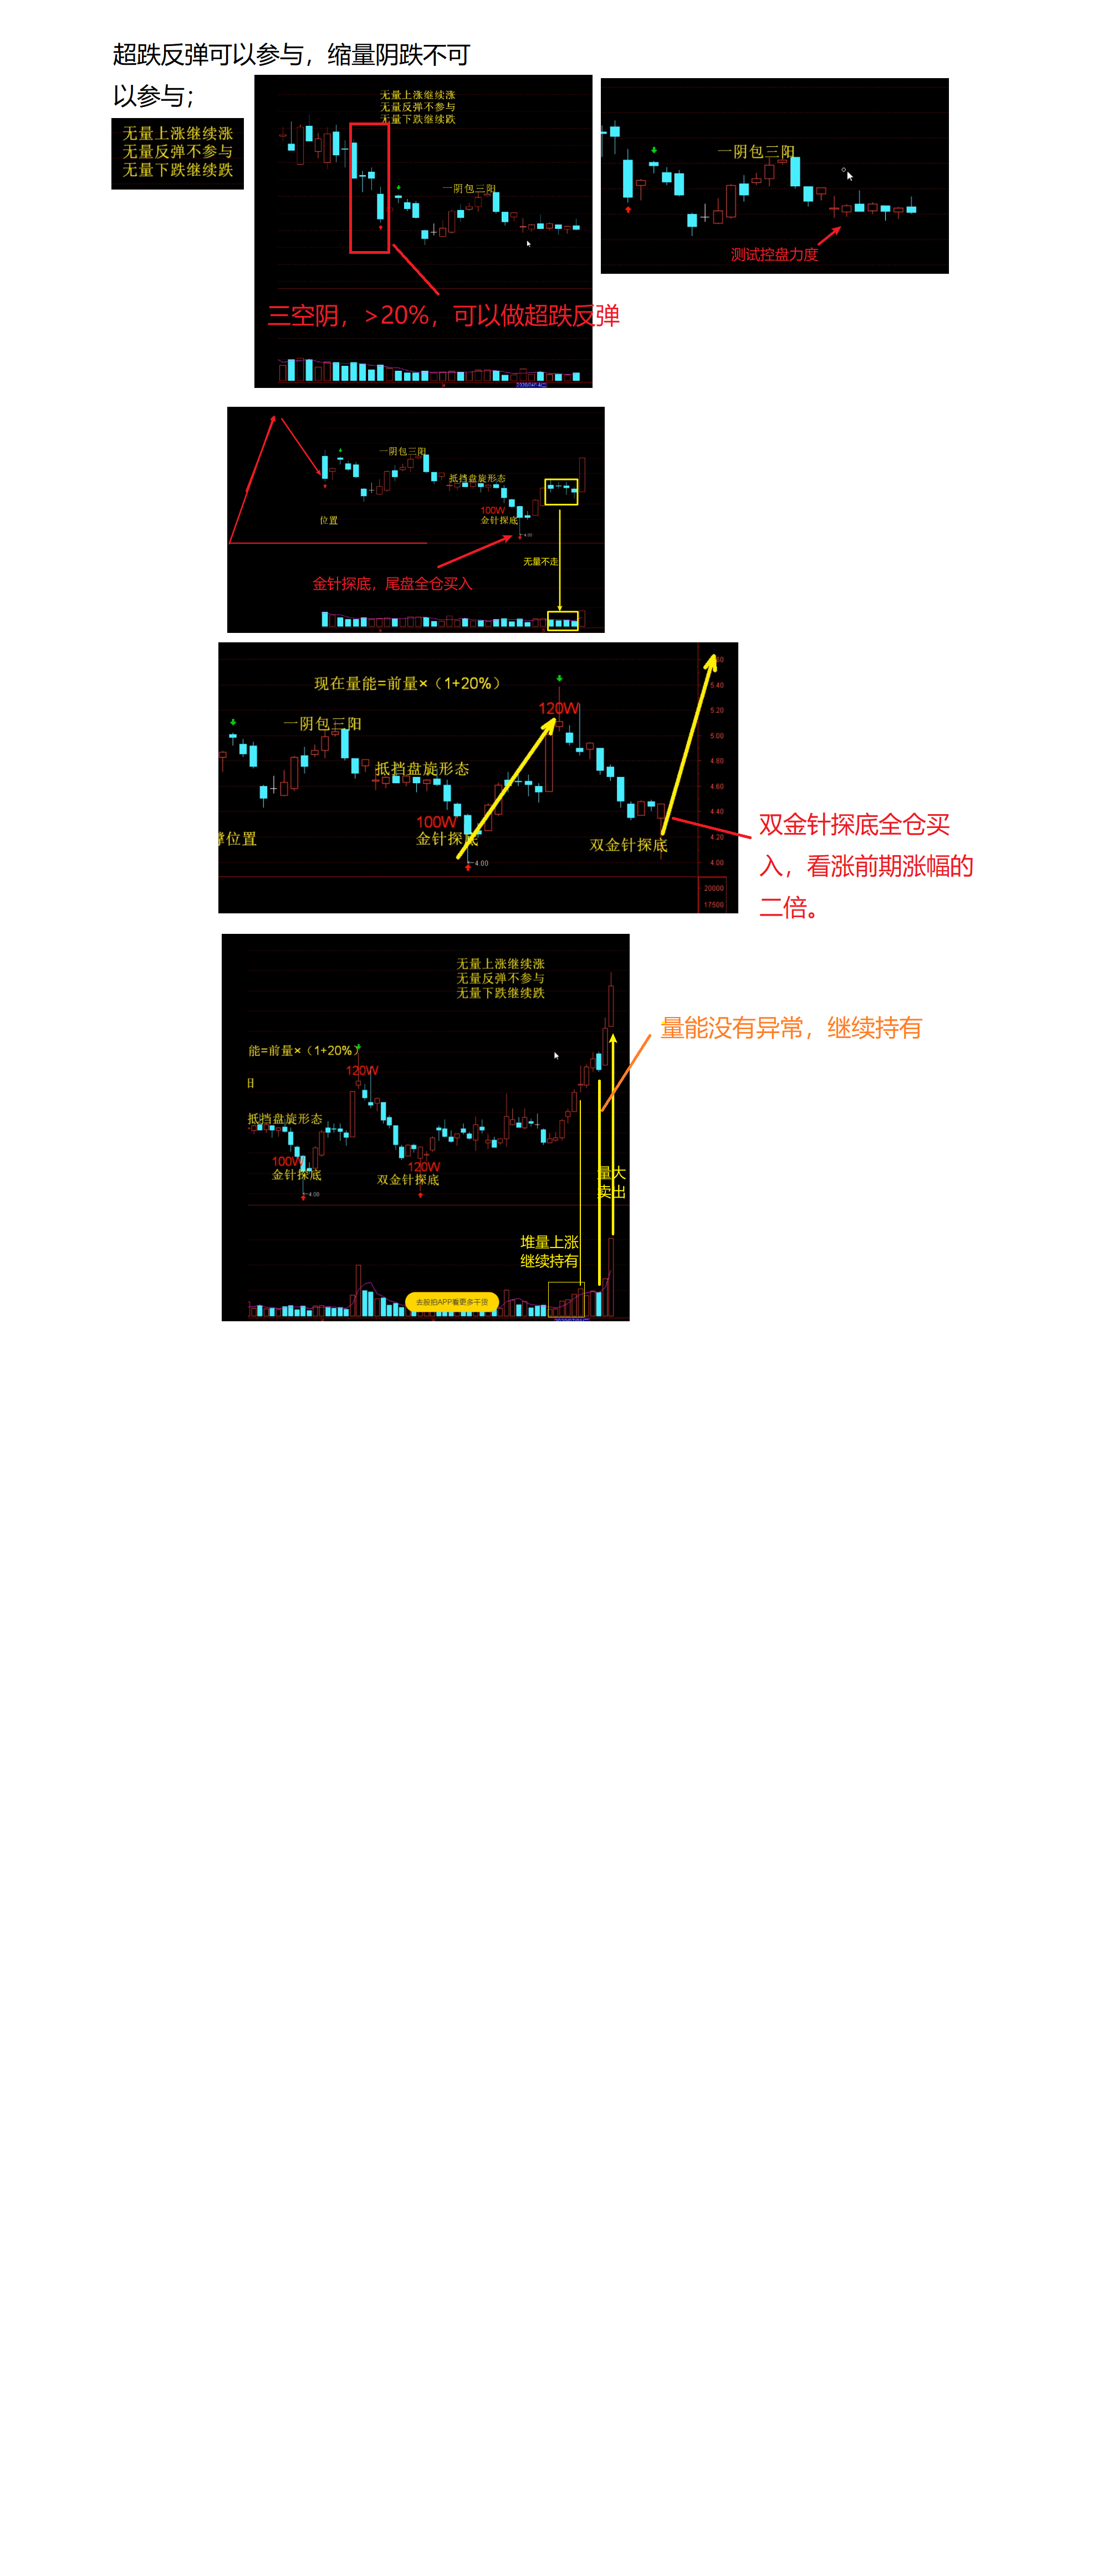 超跌反弹可以参与，缩量阴跌不可
以参与；
无量上涨继续涨
无量反弹不参与
无量下跌继续跌
无量上涨继续涨
无量反弹不参与
无量下跌继续跌
一阴包三阳
三空阴，>20%，可以做超跌反弹
一阴包三阳
测试控盘力度
一阴包三阳
抵挡盘旋形态
100W
金针探底
位置
4.00
无量不走
金针探底，尾盘全仓买入
现在量能=前量×（1+20%）
120W
一阴包三阳
抵挡盘旋形态
100W
金针探底
位置
4.00
双金针探底
5.40
5.20
5.00
4.80
4.60
4.40
4.20
4.00
20000
17500
双金针探底全仓买
入，看涨前期涨幅的
二倍。
无量上涨继续涨
无量反弹不参与
无量下跌继续跌
能=前量×（1+20%）
120W
抵挡盘旋形态
100W
金针探底
4.00
120W
双金针探底
量大
卖出
堆量上涨
继续持有
去股拍APP看更多干货
量能没有异常，继续持有